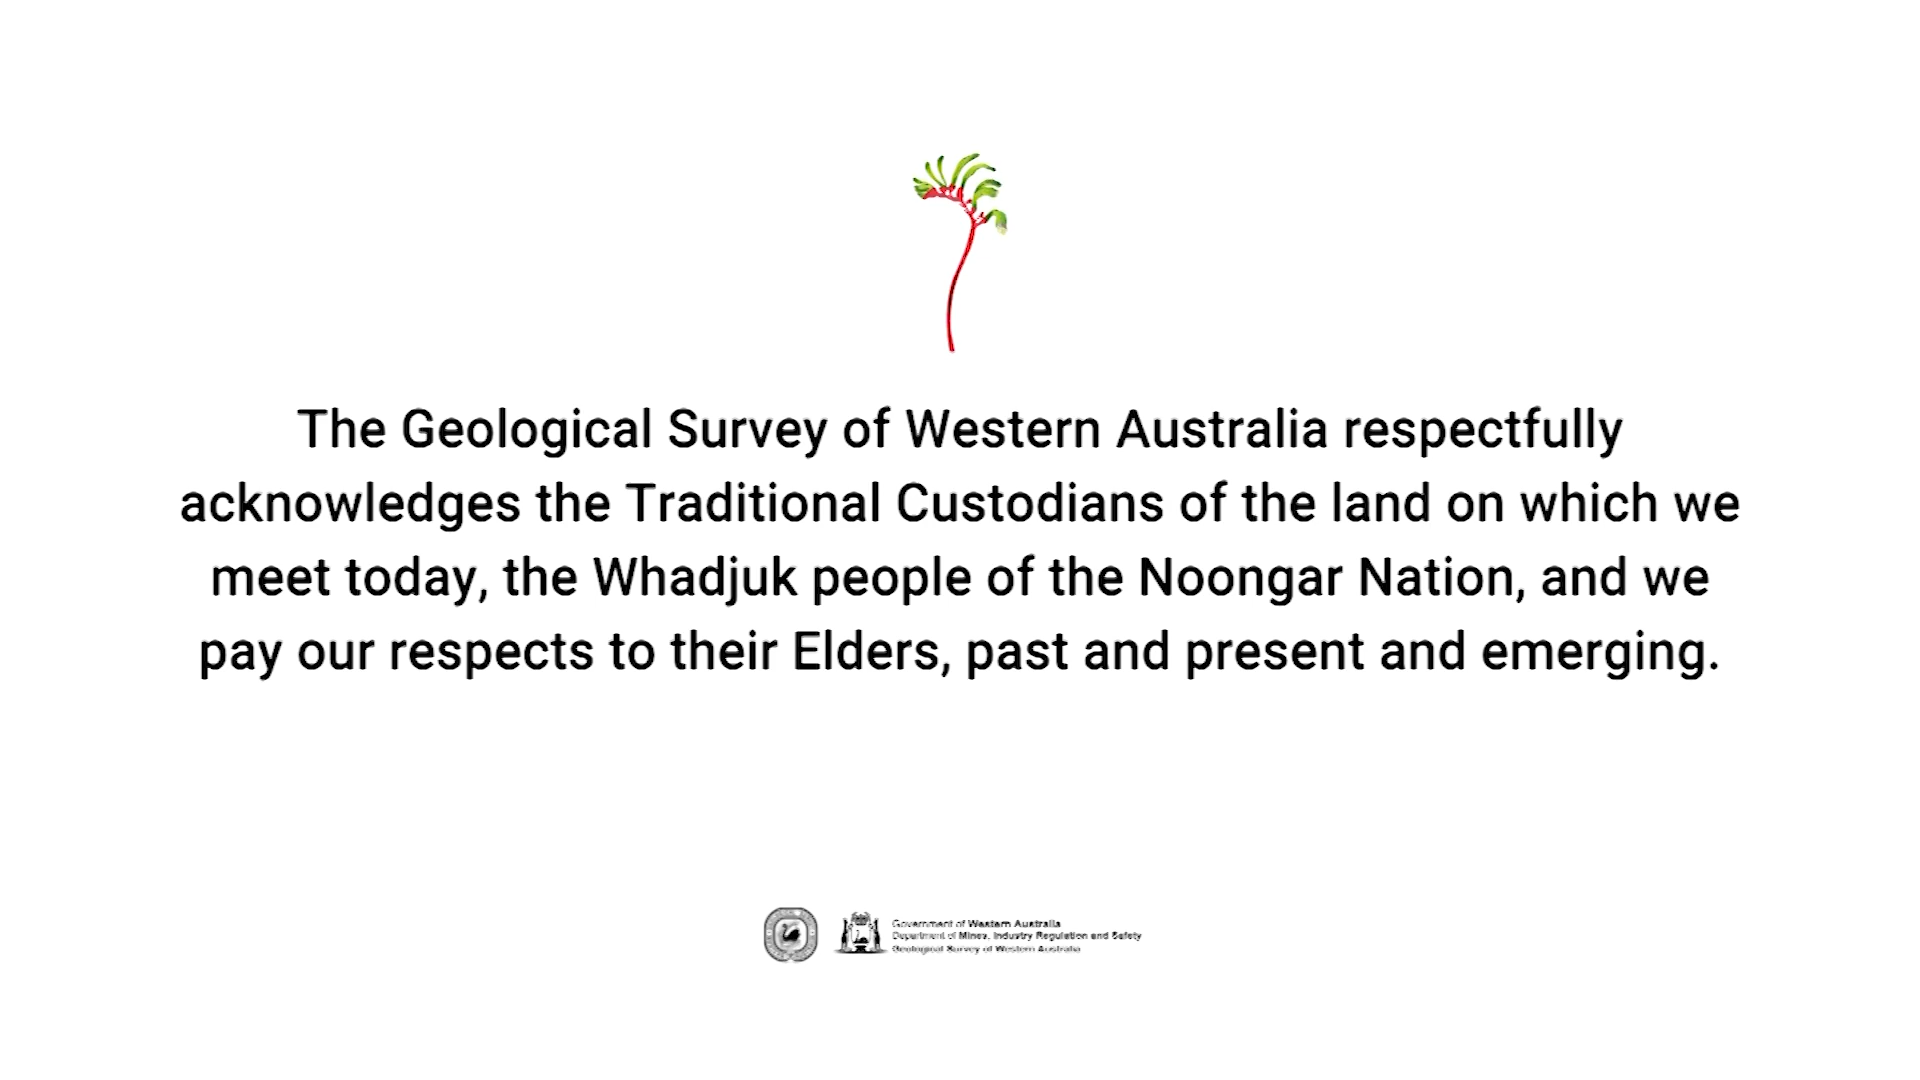 The Geological Survey of Western Australia respectfully
acknowledges the Traditional Custodians of the land on which we
meet today, the Whadjuk people of the Noongar Nation, and we
pay our respects to their Elders, past and present and emerging.
Government of Western Australia
Department of Mines, Industry Regulation and Safety
Geological Survey of Western Australia